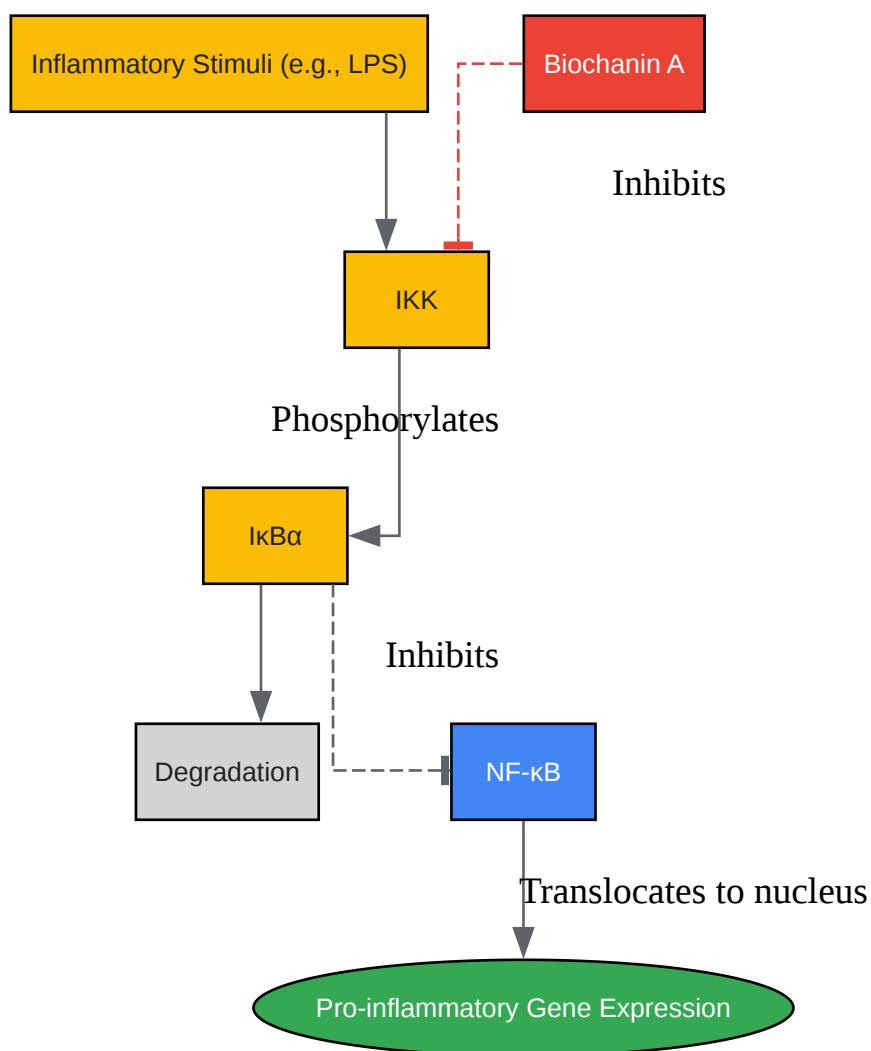 Inflammatory Stimuli (e.g., LPS)
Biochanin A
Inhibits
IKK
Phosphorylates
IκBα
Inhibits
Degradation
NF-κB
Translocates to nucleus
Pro-inflammatory Gene Expression